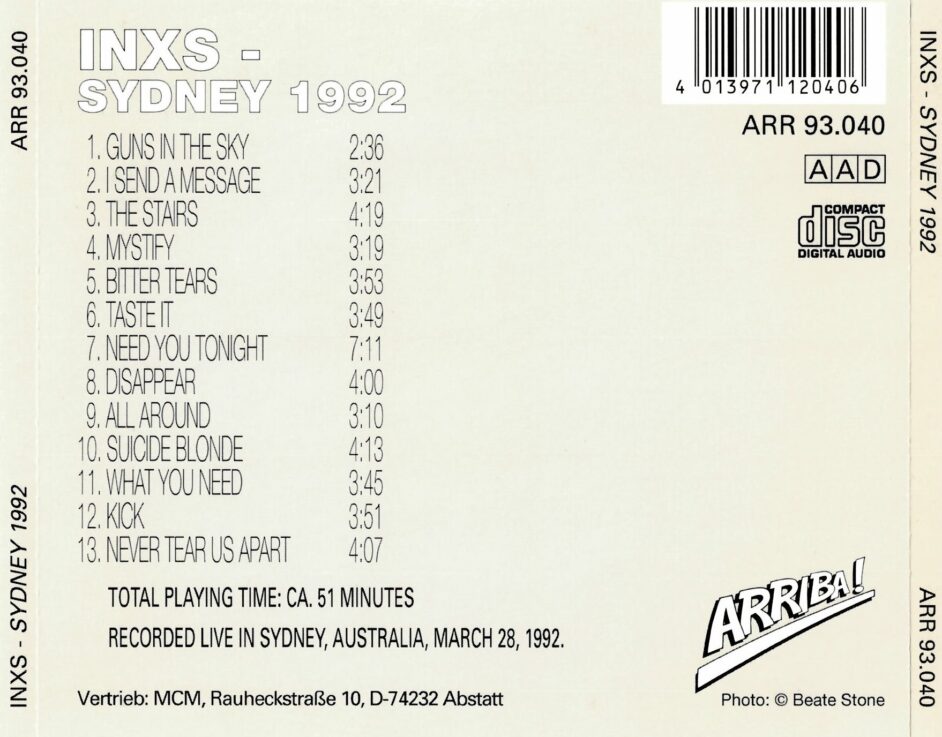 INXS -
SYDNEY 1992
1. GUNS IN THE SKY 2:36
2. I SEND A MESSAGE 3:21
3. THE STAIRS 4:19
4. MYSTIFY 3:19
5. BITTER TEARS 3:53
6. TASTE IT 3:49
7. NEED YOU TONIGHT 7:11
8. DISAPPEAR 4:00
9. ALL AROUND 3:10
10. SUICIDE BLONDE 4:13
11. WHAT YOU NEED 3:45
12. KICK 3:51
13. NEVER TEAR US APART 4:07
TOTAL PLAYING TIME: CA. 51 MINUTES
RECORDED LIVE IN SYDNEY, AUSTRALIA, MARCH 28, 1992.
Vertrieb: MCM, Rauheckstraße 10, D-74232 Abstatt
4 013971 120406
ARR 93.040
AAD
COMPACT
disc
DIGITAL AUDIO
ARRIBA!
Photo: © Beate Stone
ARR 93.040
INXS - SYDNEY 1992
INXS - SYDNEY 1992
ARR 93.040